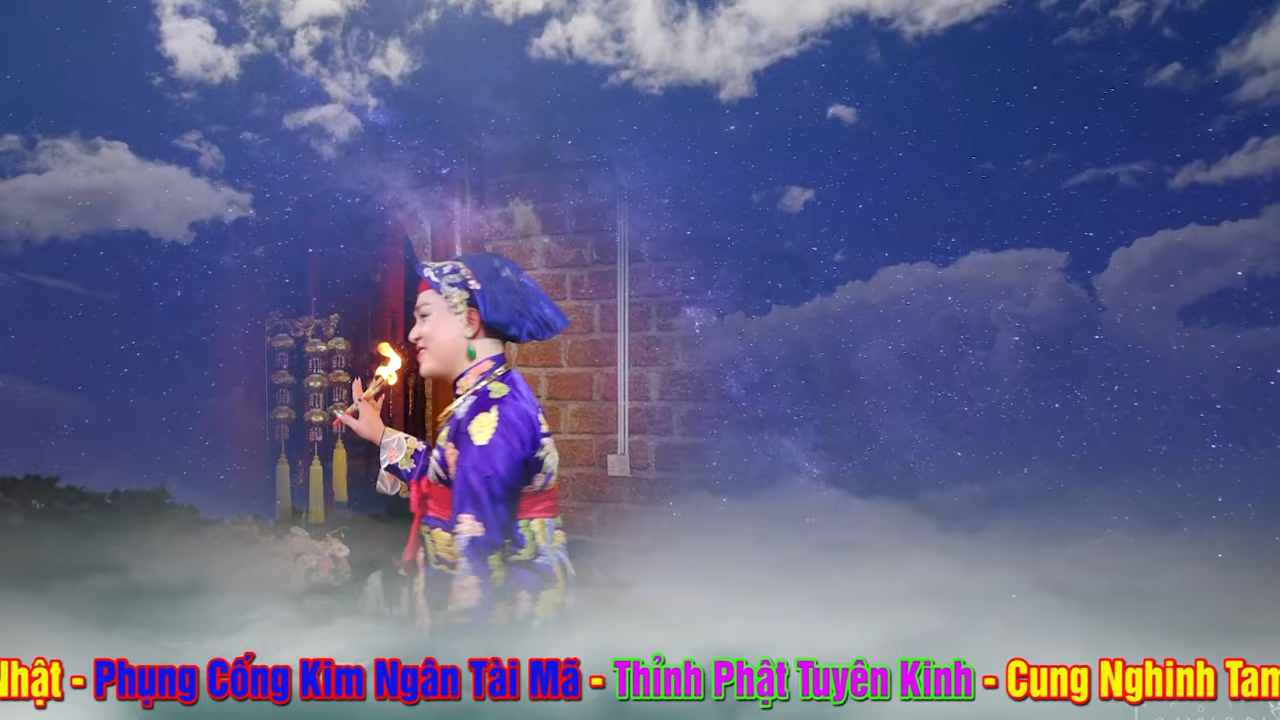 Nhật - Phụng Cống Kim Ngân Tài Mã - Thỉnh Phật Tuyên Kinh - Cung Nghinh Tam